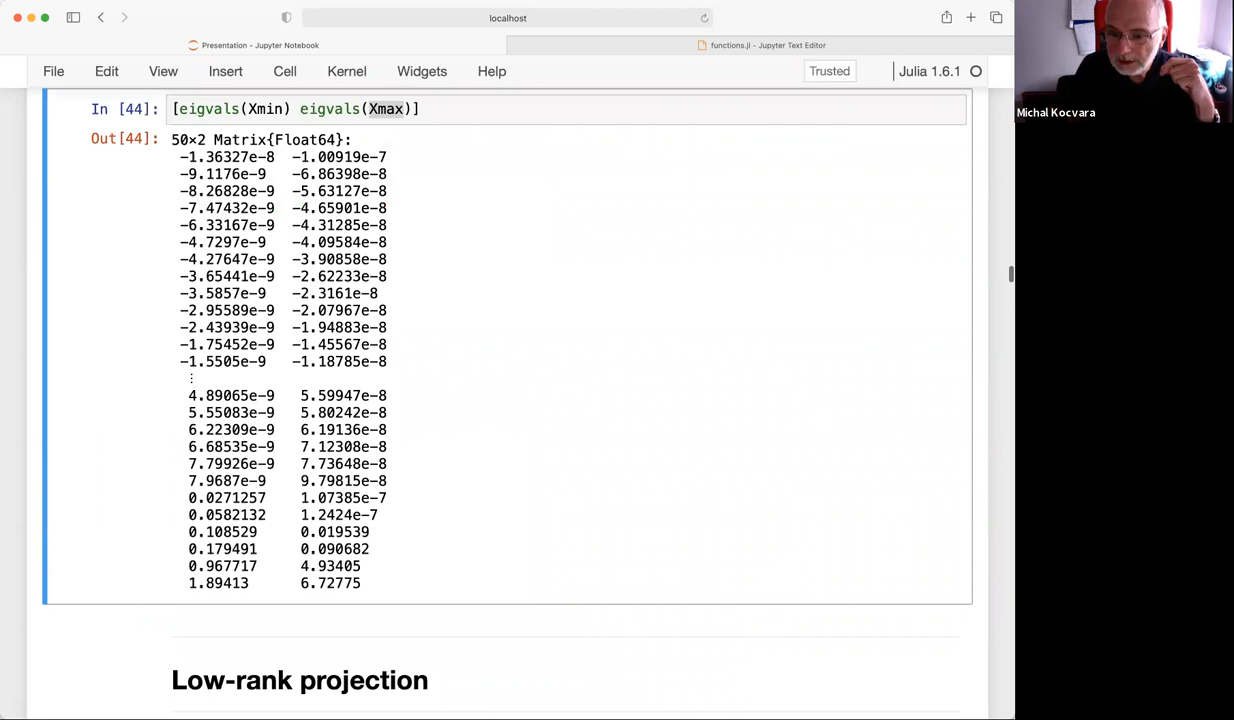 localhost
Presentation - Jupyter Notebook
functions.jl - Jupyter Text Editor
File Edit View Insert Cell Kernel Widgets Help Trusted Julia 1.6.1
Michal Kocvara
In [44]: [eigvals(Xmin) eigvals(Xmax)]
Out[44]: 50×2 Matrix{Float64}:
-1.36327e-8 -1.00919e-7
-9.1176e-9 -6.86398e-8
-8.26828e-9 -5.63127e-8
-7.47432e-9 -4.65901e-8
-6.33167e-9 -4.31285e-8
-4.7297e-9 -4.09584e-8
-4.27647e-9 -3.90858e-8
-3.65441e-9 -2.62233e-8
-3.5857e-9 -2.3161e-8
-2.95589e-9 -2.07967e-8
-2.43939e-9 -1.94883e-8
-1.75452e-9 -1.45567e-8
-1.5505e-9 -1.18785e-8
⋮
4.89065e-9 5.59947e-8
5.55083e-9 5.80242e-8
6.22309e-9 6.19136e-8
6.68535e-9 7.12308e-8
7.79926e-9 7.73648e-8
7.9687e-9 9.79815e-8
0.0271257 1.07385e-7
0.0582132 1.2424e-7
0.108529 0.019539
0.179491 0.090682
0.967717 4.93405
1.89413 6.72775
Low-rank projection